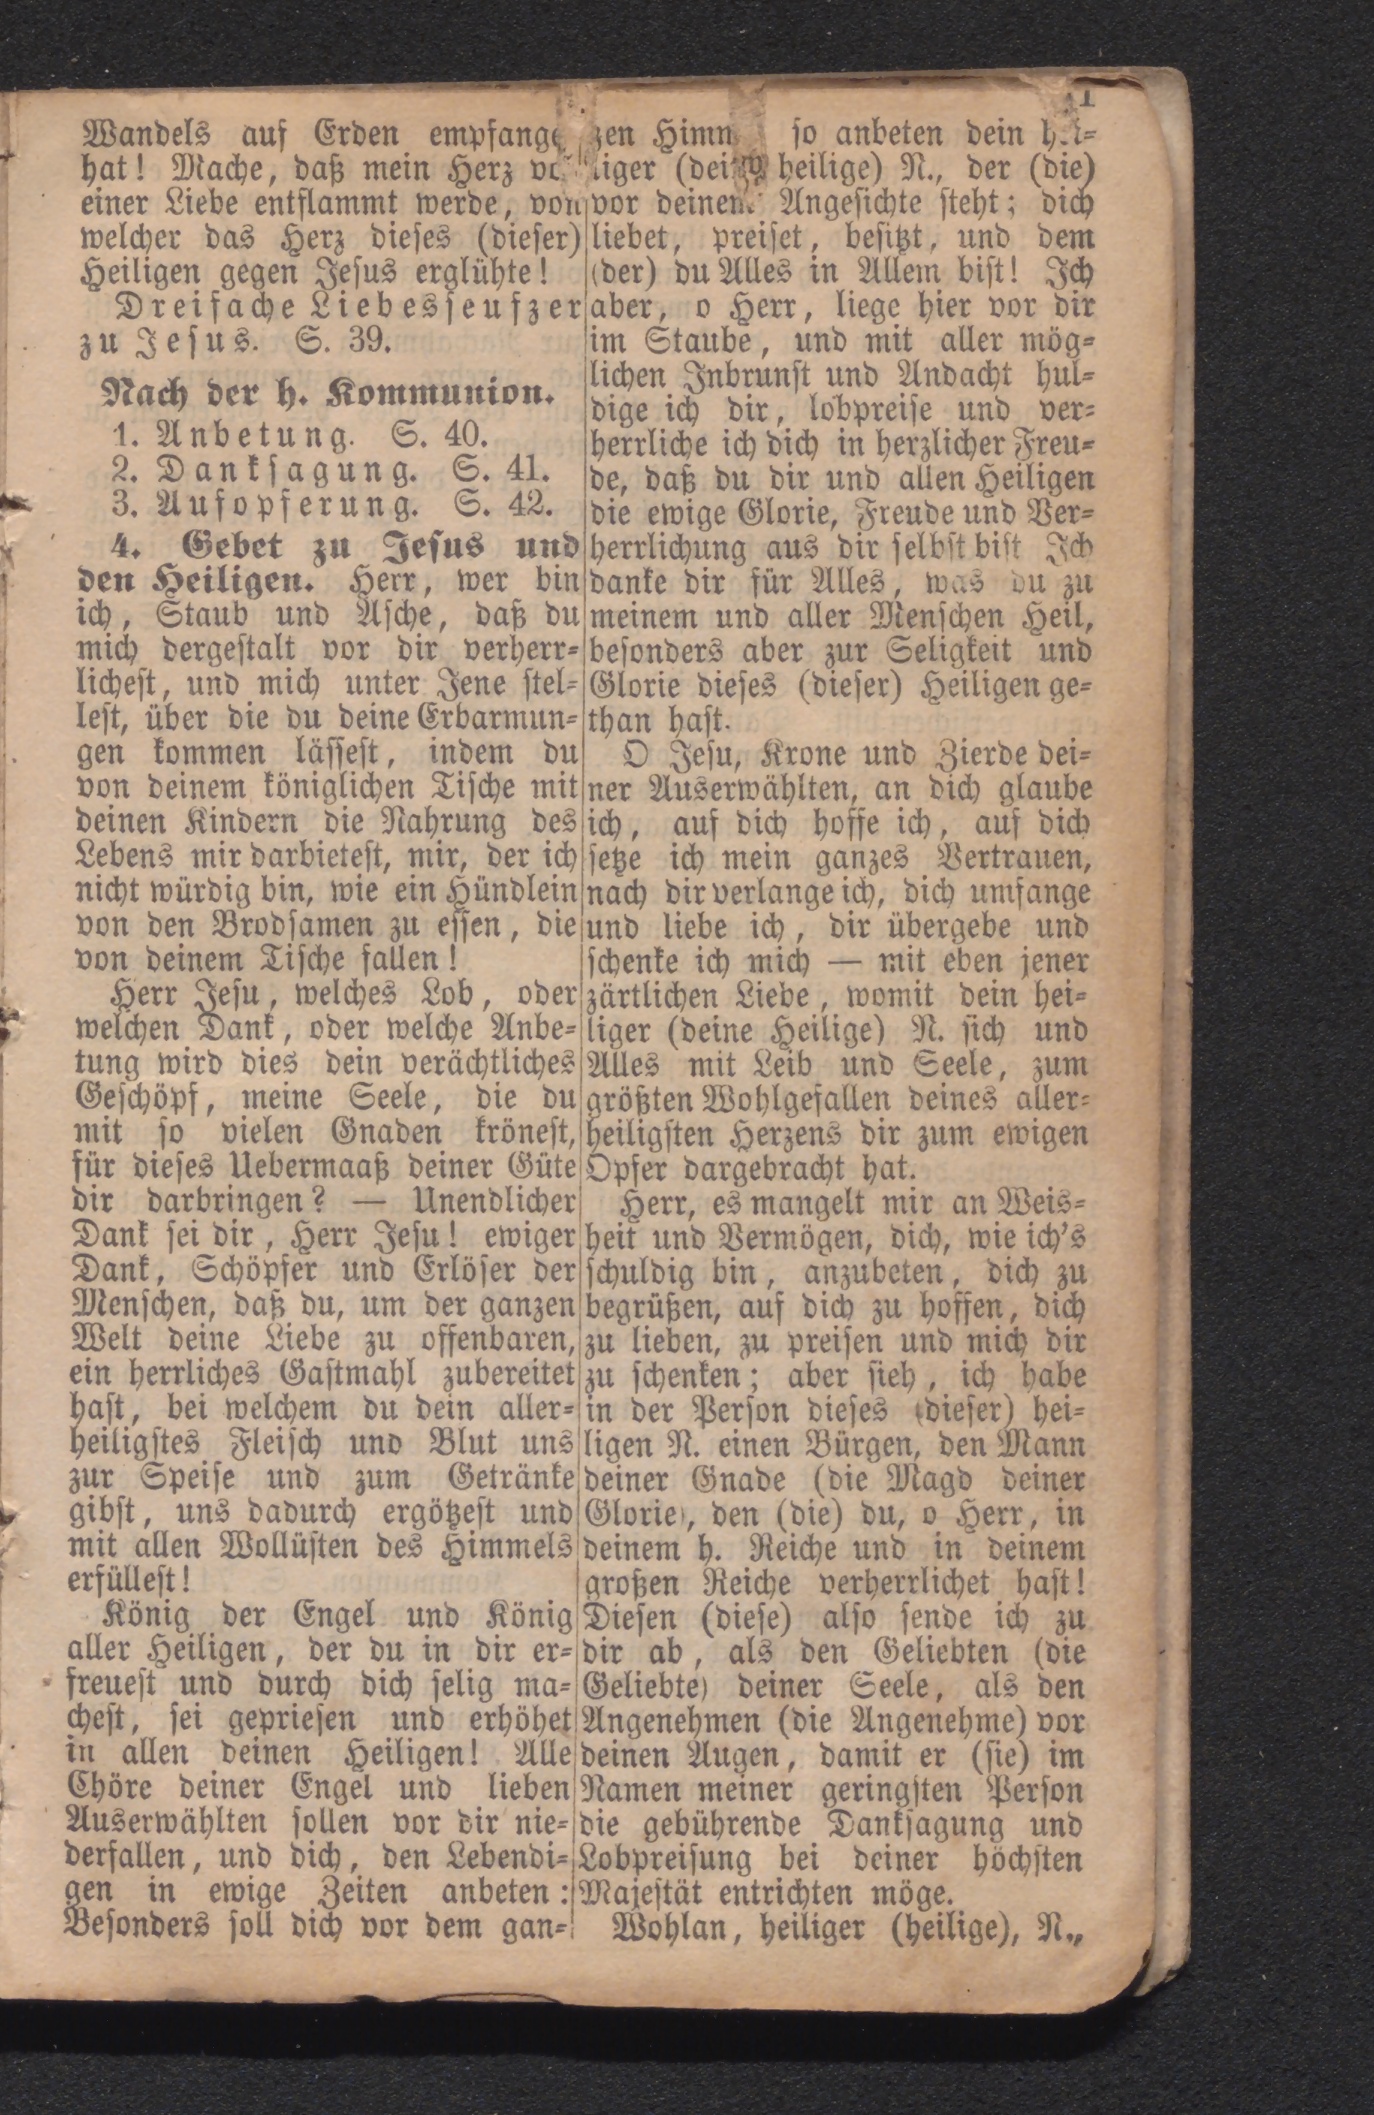 Wandels auf Erden empfange
hat! Mache, daß mein Herz
einer Liebe entflammt werde, von
welcher das Herz dieses (dieser)
Heiligen gegen Jesus erglühte!
Dreifache Liebesseufzer
zu Jesus. S. 39.
Nach der h. Kommunion.
1. Anbetung. S. 40.
2. Danksagung. S. 41.
3. Aufopferung. S. 42.
4. Gebet zu Jesus und
den Heiligen. Herr, wer bin
ich, Staub und Asche, daß du
mich dergestalt vor dir verherr-
lichest, und mich unter Jene stel-
lest, über die du deine Erbarmun-
gen kommen lässest, indem du
von deinem königlichen Tische mit
deinen Kindern die Nahrung des
Lebens mir darbietest, mir, der ich
nicht würdig bin, wie ein Hündlein
von den Brodsamen zu essen, die
von deinem Tische fallen!
Herr Jesu, welches Lob, oder
welchen Dank, oder welche Anbe-
tung wird dies dein verächtliches
Geschöpf, meine Seele, die du
mit so vielen Gnaden krönest,
für dieses Uebermaaß deiner Güte
dir darbringen? — Unendlicher
Dank sei dir, Herr Jesu! ewiger
Dank, Schöpfer und Erlöser der
Menschen, daß du, um der ganzen
Welt deine Liebe zu offenbaren,
ein herrliches Gastmahl zubereitet
hast, bei welchem du dein aller-
heiligstes Fleisch und Blut uns
zur Speise und zum Getränke
gibst, uns dadurch ergötzest und
mit allen Wollüsten des Himmels
erfüllest!
König der Engel und König
aller Heiligen, der du in dir er-
freuest und durch dich selig ma-
chest, sei gepriesen und erhöhet
in allen deinen Heiligen! Alle
Chöre deiner Engel und lieben
Auserwählten sollen vor dir nie-
derfallen, und dich, den Lebendi-
gen in ewige Zeiten anbeten:
Besonders soll dich vor dem gan-
zen Himm so anbeten dein hei-
liger (deine heilige) N., der (die)
vor deinem Angesichte steht; dich
liebet, preiset, besitzt, und dem
(der) du Alles in Allem bist! Ich
aber, o Herr, liege hier vor dir
im Staube, und mit aller mög-
lichen Inbrunst und Andacht hul-
dige ich dir, lobpreise und ver-
herrliche ich dich in herzlicher Freu-
de, daß du dir und allen Heiligen
die ewige Glorie, Freude und Ver-
herrlichung aus dir selbst bist Ich
danke dir für Alles, was du zu
meinem und aller Menschen Heil,
besonders aber zur Seligkeit und
Glorie dieses (dieser) Heiligen ge-
than hast.
O Jesu, Krone und Zierde dei-
ner Auserwählten, an dich glaube
ich, auf dich hoffe ich, auf dich
setze ich mein ganzes Vertrauen,
nach dir verlange ich, dich umfange
und liebe ich, dir übergebe und
schenke ich mich — mit eben jener
zärtlichen Liebe, womit dein hei-
liger (deine Heilige) N. sich und
Alles mit Leib und Seele, zum
größten Wohlgefallen deines aller-
heiligsten Herzens dir zum ewigen
Opfer dargebracht hat.
Herr, es mangelt mir an Weis-
heit und Vermögen, dich, wie ich's
schuldig bin, anzubeten, dich zu
begrüßen, auf dich zu hoffen, dich
zu lieben, zu preisen und mich dir
zu schenken; aber sieh, ich habe
in der Person dieses (dieser) hei-
ligen N. einen Bürgen, den Mann
deiner Gnade (die Magd deiner
Glorie), den (die) du, o Herr, in
deinem h. Reiche und in deinem
großen Reiche verherrlichet hast!
Diesen (diese) also sende ich zu
dir ab, als den Geliebten (die
Geliebte) deiner Seele, als den
Angenehmen (die Angenehme) vor
deinen Augen, damit er (sie) im
Namen meiner geringsten Person
die gebührende Danksagung und
Lobpreisung bei deiner höchsten
Majestät entrichten möge.
Wohlan, heiliger (heilige), N.,